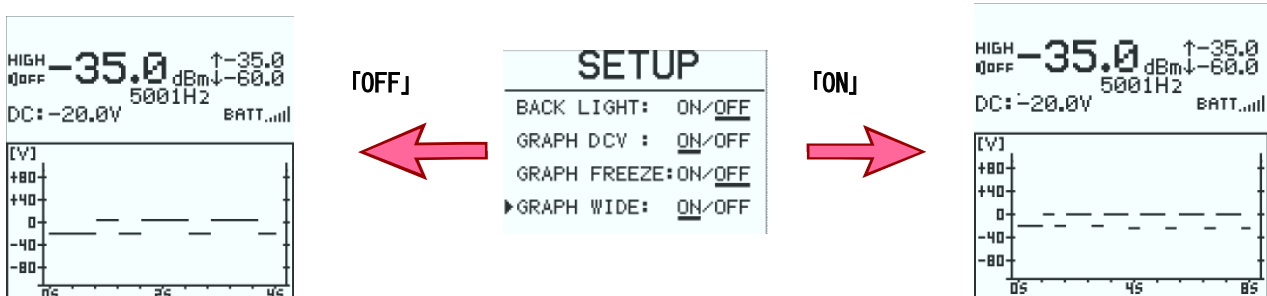 HIGH -35.0 dBm ↑-35.0
OFF ↓-60.0
5001Hz
DC:-20.0V BATT
[V]
+80
+40
0
-40
-80
0s 2s 4s
「OFF」
SETUP
BACK LIGHT: ON/OFF
GRAPH DCV : ON/OFF
GRAPH FREEZE:ON/OFF
▶GRAPH WIDE: ON/OFF
「ON」
HIGH -35.0 dBm ↑-35.0
OFF ↓-60.0
5001Hz
DC:-20.0V BATT
[V]
+80
+40
0
-40
-80
0s 4s 8s